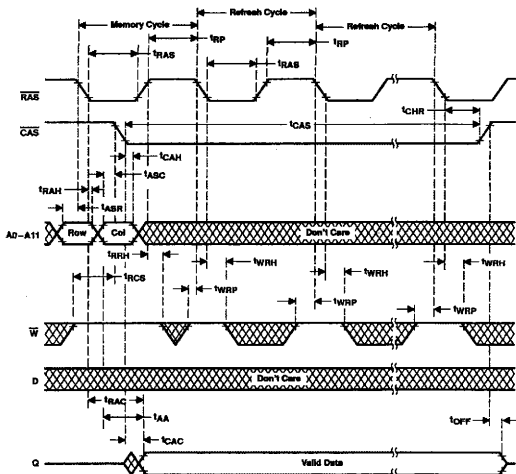 Memory Cycle
Refresh Cycle
Refresh Cycle
tRP
tRP
tRAS
tRAS
RAS
tCHR
tCAS
CAS
tCAH
tASC
tRAH
tASR
A0–A11
Row
Col
Don't Care
tRRH
tWRH
tWRH
tWRH
tRCS
tWRP
tWRP
tWRP
W
D
Don't Care
tRAC
tAA
tOFF
tCAC
Q
Valid Data